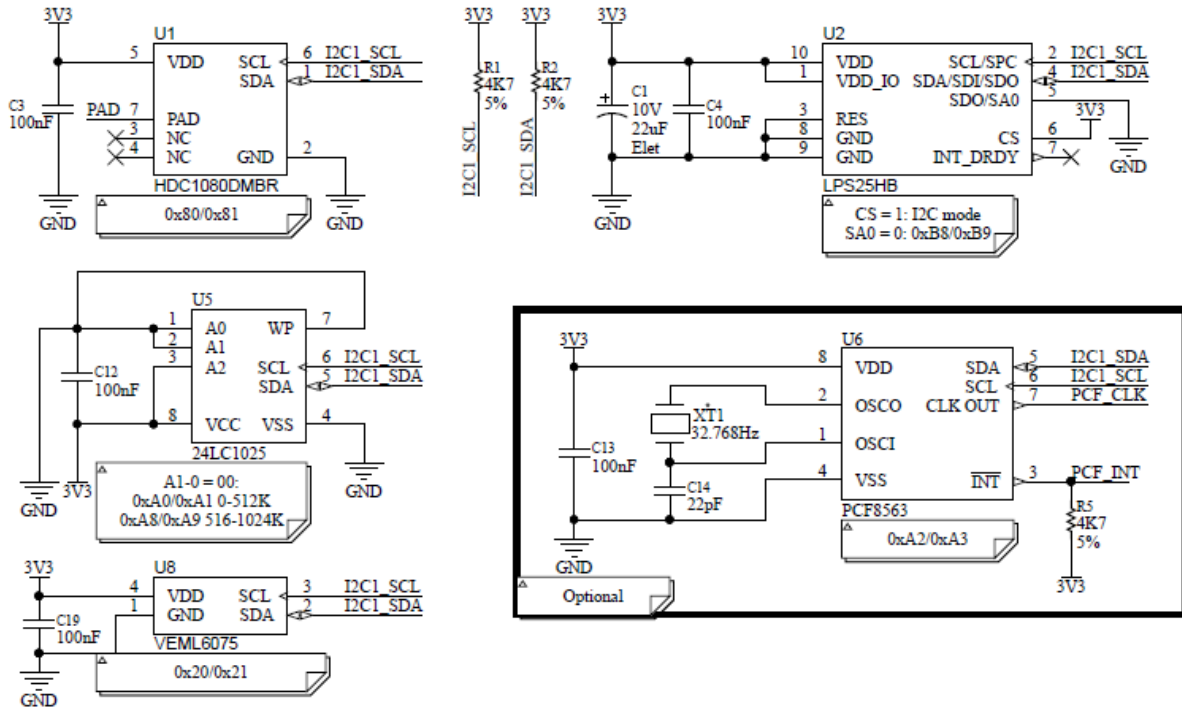 3V3
U1
5 VDD SCL 6 I2C1_SCL
SDA 1 I2C1_SDA
C3
100nF
PAD 7 PAD
3 NC
4 NC GND 2
HDC1080DMBR
GND
0x80/0x81
GND
3V3
R1
4K7
5%
I2C1_SCL
3V3
R2
4K7
5%
I2C1_SDA
3V3
U2
10 VDD SCL/SPC 2 I2C1_SCL
1 VDD_IO SDA/SDI/SDO 4 I2C1_SDA
SDO/SA0 5
+ C1
10V
22uF
Elet
C4
100nF
3 RES
8 GND CS 6 3V3
9 GND INT_DRDY 7
GND
LPS25HB
GND
CS = 1: I2C mode
SA0 = 0: 0xB8/0xB9
U5
1 A0 WP 7
2 A1
3 A2 SCL 6 I2C1_SCL
SDA 5 I2C1_SDA
C12
100nF
8 VCC VSS 4
24LC1025
GND
3V3
GND
A1-0 = 00:
0xA0/0xA1 0-512K
0xA8/0xA9 516-1024K
3V3
U6
8 VDD SDA 5 I2C1_SDA
SCL 6 I2C1_SCL
2 OSCO CLK OUT 7 PCF_CLK
*
XT1
32.768Hz
1 OSCI
C13
100nF
4 VSS INT 3 PCF_INT
C14
22pF
PCF8563
R5
4K7
5%
GND
0xA2/0xA3
3V3
Optional
3V3
U8
4 VDD SCL 3 I2C1_SCL
1 GND SDA 2 I2C1_SDA
C19
100nF
VEML6075
0x20/0x21
GND